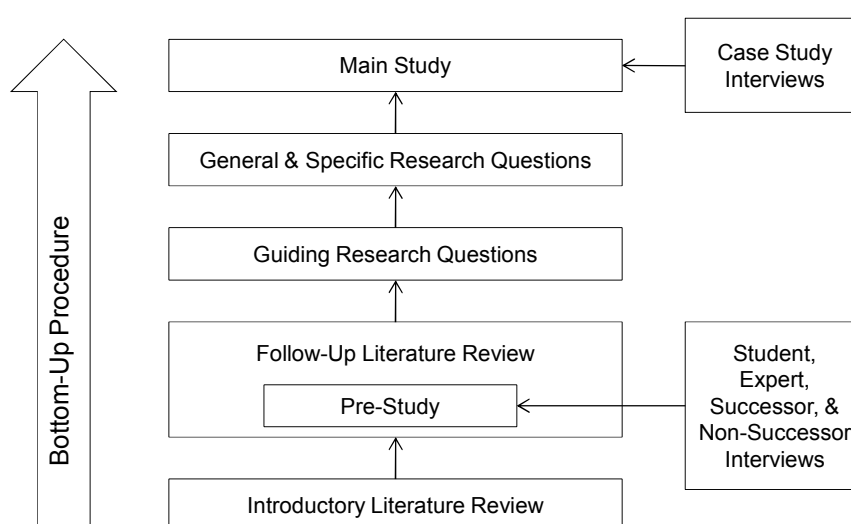 Main Study
Case Study
Interviews
General & Specific Research Questions
Guiding Research Questions
Follow-Up Literature Review
Pre-Study
Student,
Expert,
Successor, &
Non-Successor
Interviews
Introductory Literature Review
Bottom-Up Procedure